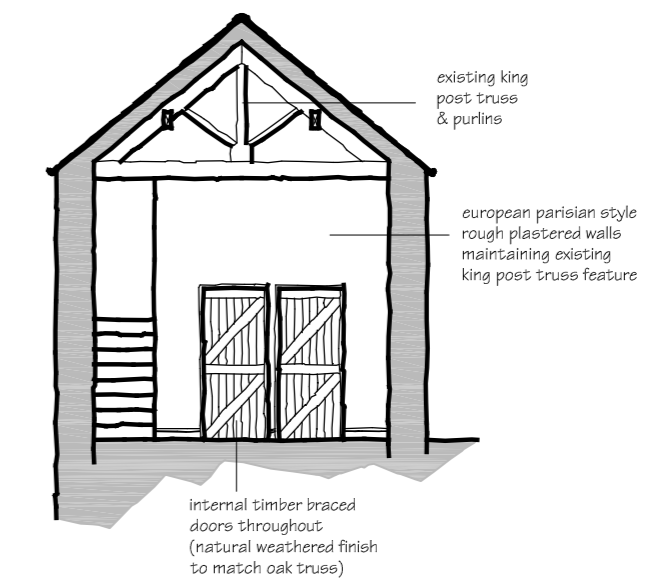 existing king
post truss
& purlins
european parisian style
rough plastered walls
maintaining existing
king post truss feature
internal timber braced
doors throughout
(natural weathered finish
to match oak truss)